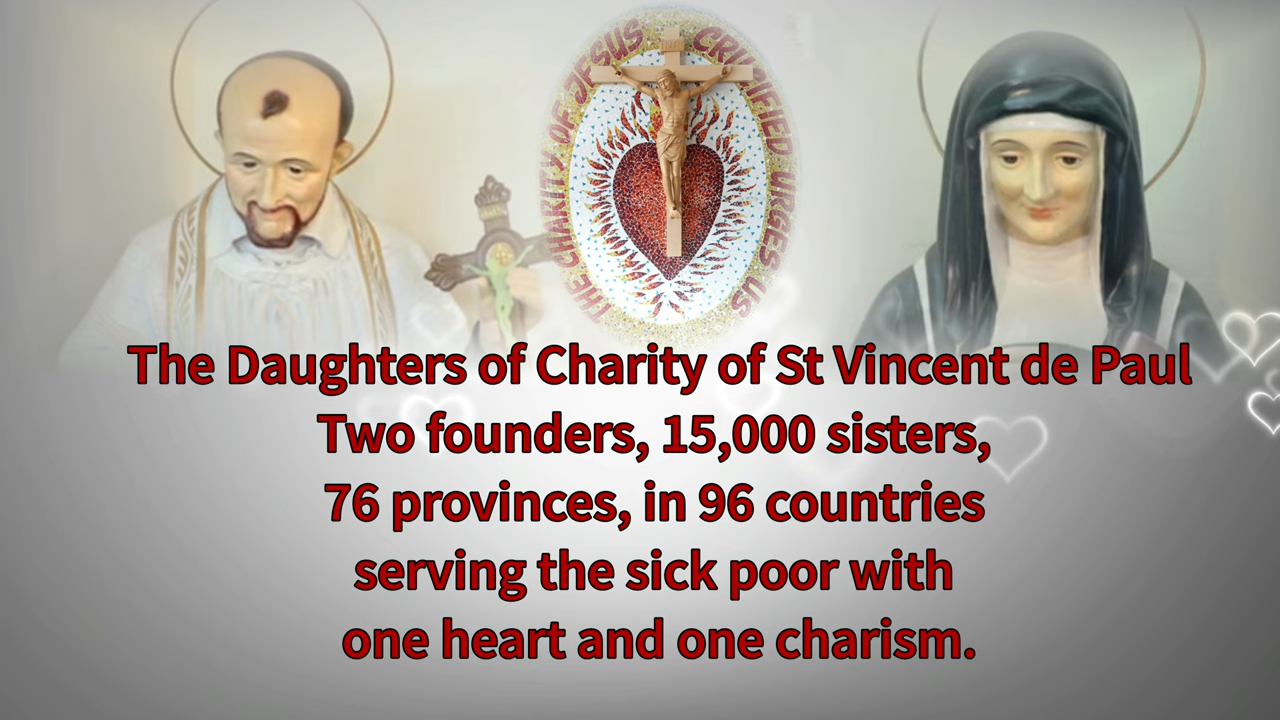 THE CHARITY OF JESUS CRUCIFIED URGES US
The Daughters of Charity of St Vincent de Paul
Two founders, 15,000 sisters,
76 provinces, in 96 countries
serving the sick poor with
one heart and one charism.